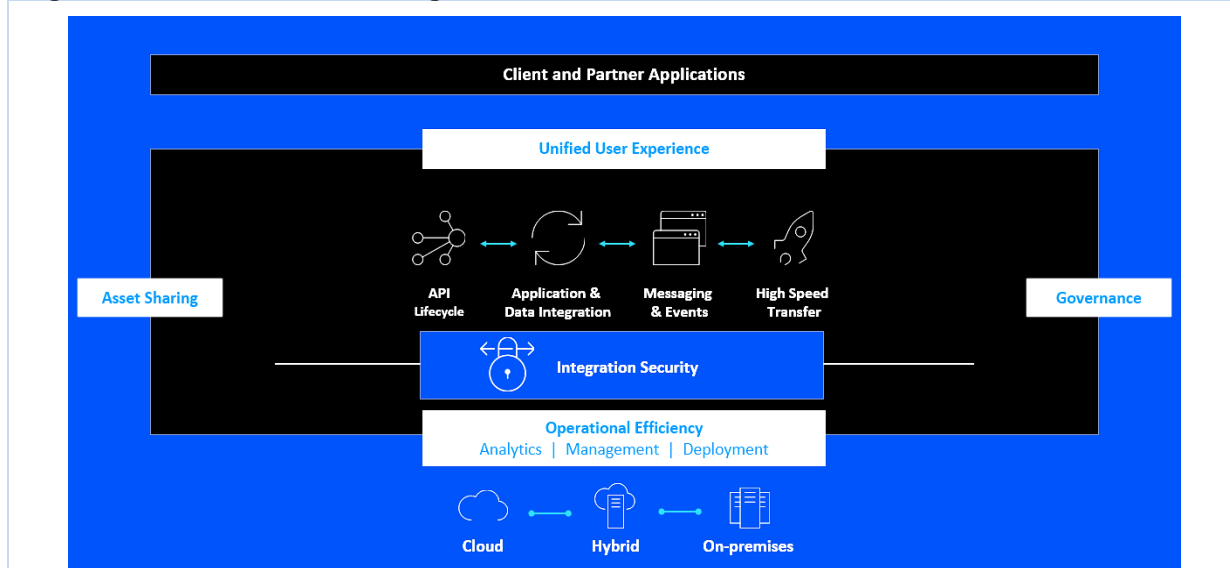 Client and Partner Applications
Unified User Experience
Asset Sharing
API
Lifecycle
Application &
Data Integration
Messaging
& Events
High Speed
Transfer
Governance
Integration Security
Operational Efficiency
Analytics | Management | Deployment
Cloud
Hybrid
On-premises